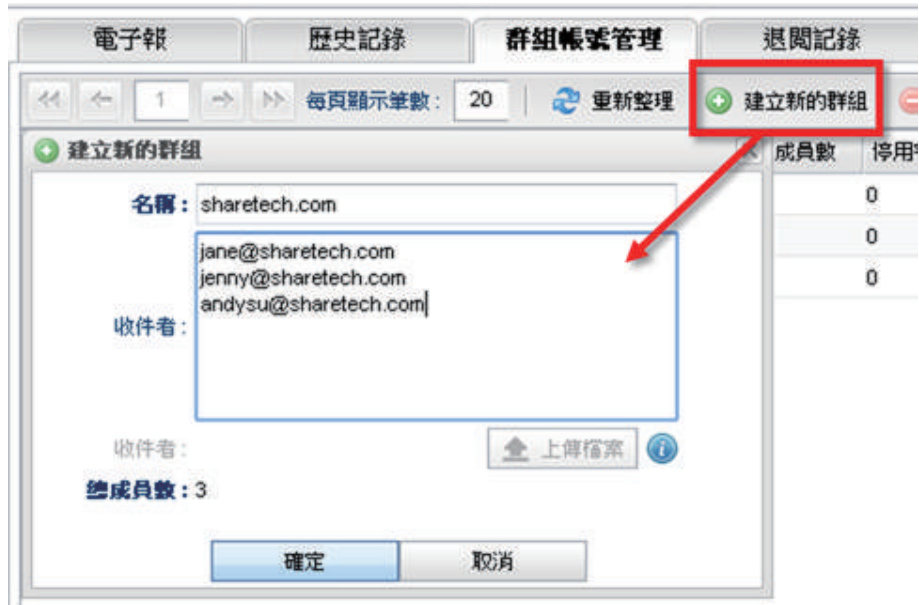 電子報 歷史記錄 群組帳號管理 退閱記錄
1 每頁顯示筆數： 20 重新整理 建立新的群組
建立新的群組 成員數 停用
名稱： sharetech.com 0
jane@sharetech.com 0
jenny@sharetech.com 0
andysu@sharetech.com
收件者：
收件者： 上傳檔案
總成員數：3
確定 取消